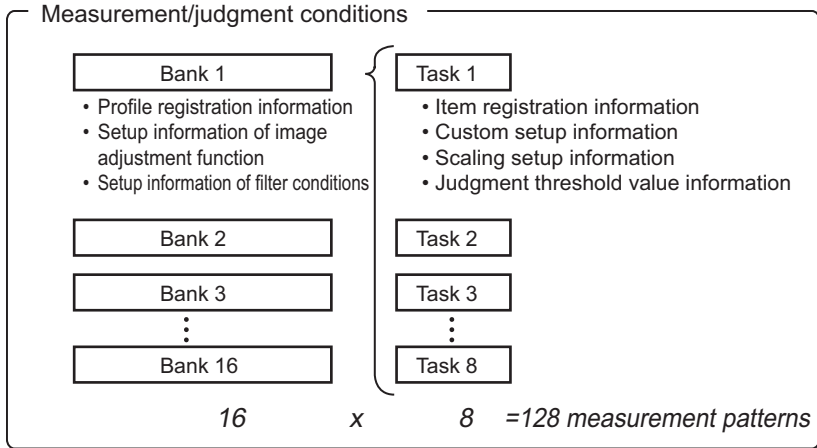 Measurement/judgment conditions
Bank 1
• Profile registration information
• Setup information of image
adjustment function
• Setup information of filter conditions
Bank 2
Bank 3
Bank 16
Task 1
• Item registration information
• Custom setup information
• Scaling setup information
• Judgment threshold value information
Task 2
Task 3
Task 8
16 x 8 =128 measurement patterns